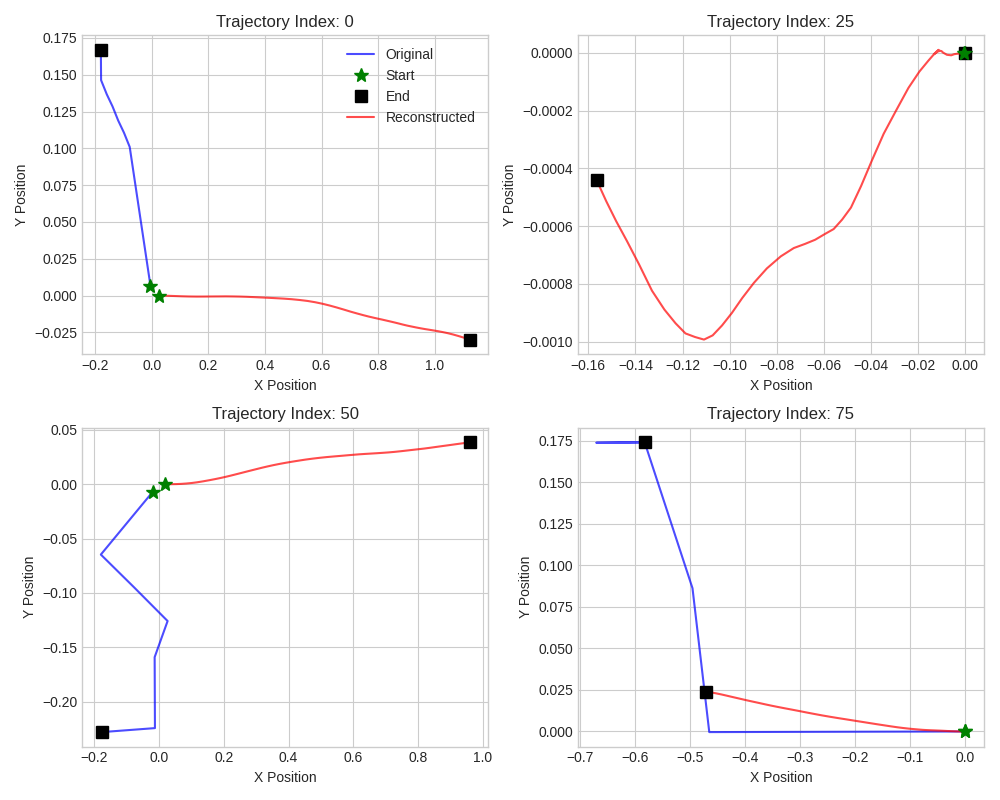 Trajectory Index: 0
0.175
0.150
0.125
0.100
0.075
0.050
0.025
0.000
−0.025
Y Position
Original
Start
End
Reconstructed
−0.2 0.0 0.2 0.4 0.6 0.8 1.0
X Position
Trajectory Index: 25
0.0000
−0.0002
−0.0004
−0.0006
−0.0008
−0.0010
Y Position
−0.16 −0.14 −0.12 −0.10 −0.08 −0.06 −0.04 −0.02 0.00
X Position
Trajectory Index: 50
0.05
0.00
−0.05
−0.10
−0.15
−0.20
Y Position
−0.2 0.0 0.2 0.4 0.6 0.8 1.0
X Position
Trajectory Index: 75
0.175
0.150
0.125
0.100
0.075
0.050
0.025
0.000
Y Position
−0.7 −0.6 −0.5 −0.4 −0.3 −0.2 −0.1 0.0
X Position